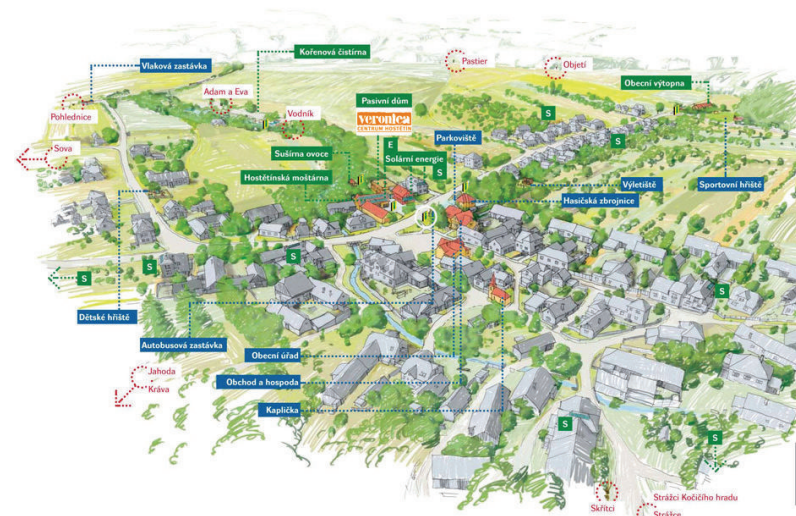 Pastier
Objetí
Kořenová čistírna
Vlaková zastávka
Obecní výtopna
Adam a Eva
Pohlednice
Vodník
Pasivní dům
veronica
CENTRUM HOSTĚTÍN
S
Parkoviště
S
Sova
Sušírna ovoce
E
Solární energie
S
Hostětínská moštárna
Výletiště
Sportovní hřiště
Hasičská zbrojnice
S
S
S
S
Dětské hřiště
Autobusová zastávka
Obecní úřad
Jahoda
Kráva
Obchod a hospoda
Kaplička
S
S
Skřítci
Strážci Kočičího hradu
Strážce